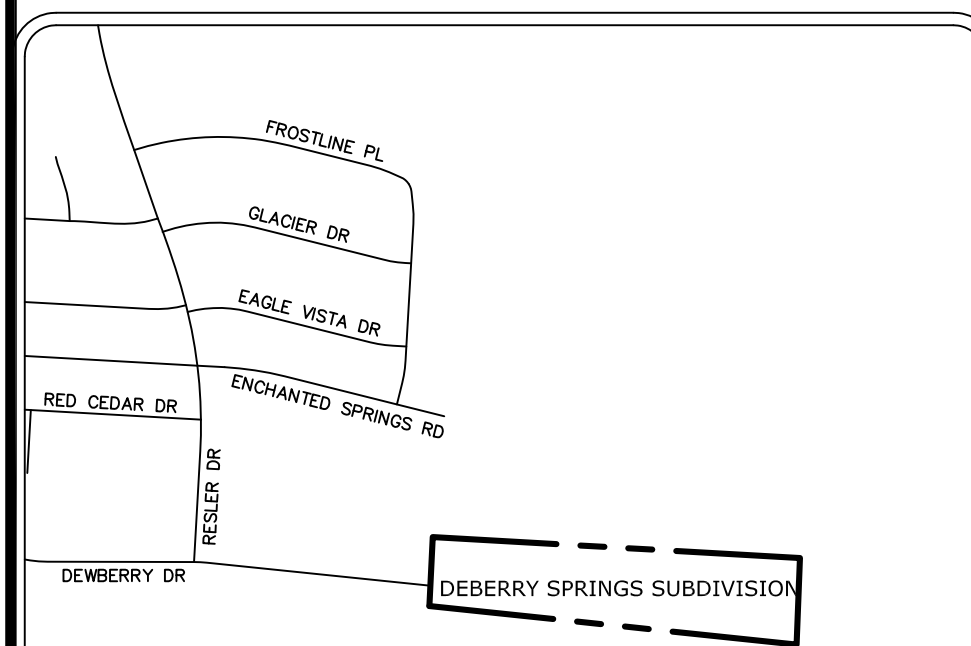 FROSTLINE PL
GLACIER DR
EAGLE VISTA DR
ENCHANTED SPRINGS RD
RED CEDAR DR
RESLER DR
DEWBERRY DR
DEBERRY SPRINGS SUBDIVISION